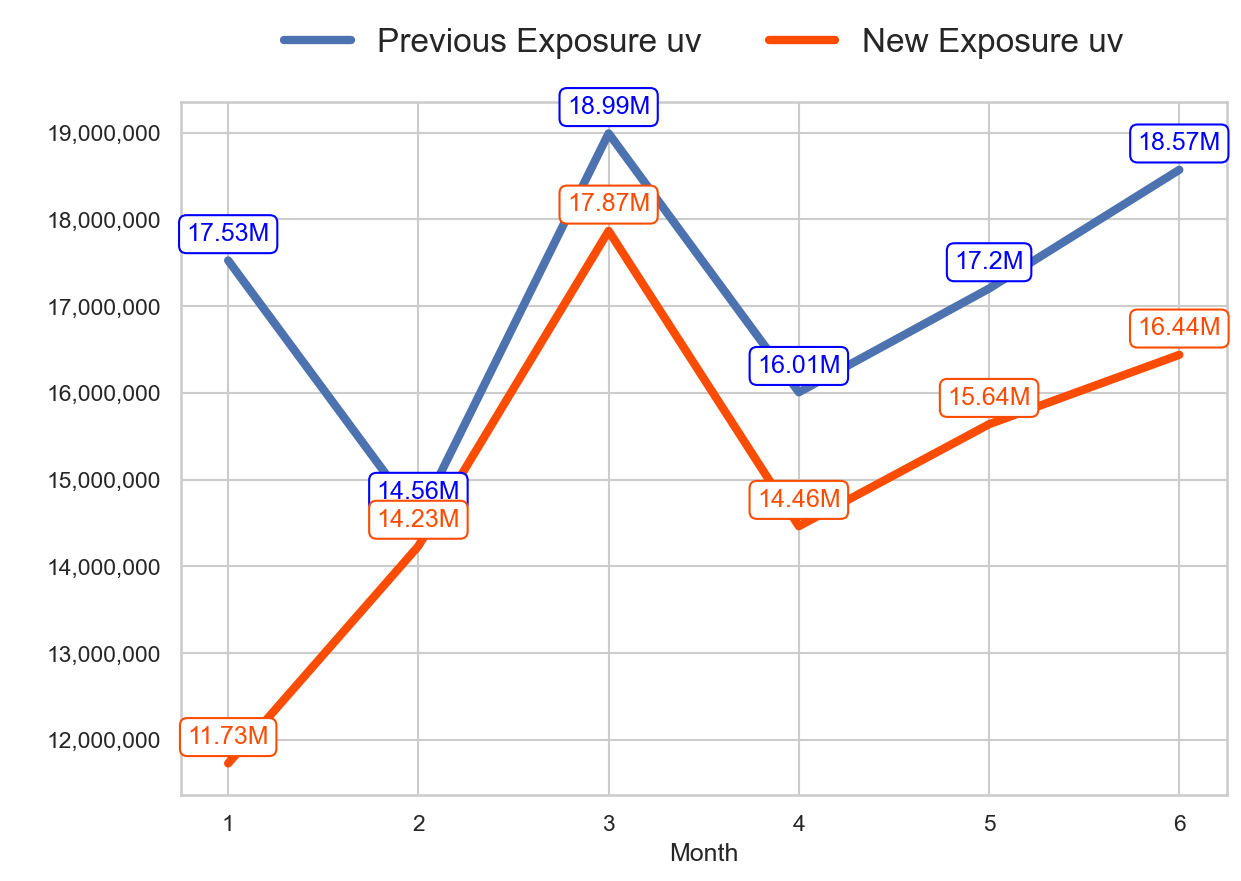 Previous Exposure uv New Exposure uv
18.99M
19,000,000
18.57M
17.87M
18,000,000
17.53M
17.2M
17,000,000
16.44M
16.01M
16,000,000
15.64M
15,000,000
14.56M
14.46M
14.23M
14,000,000
13,000,000
12,000,000
11.73M
1 2 3 4 5 6
Month